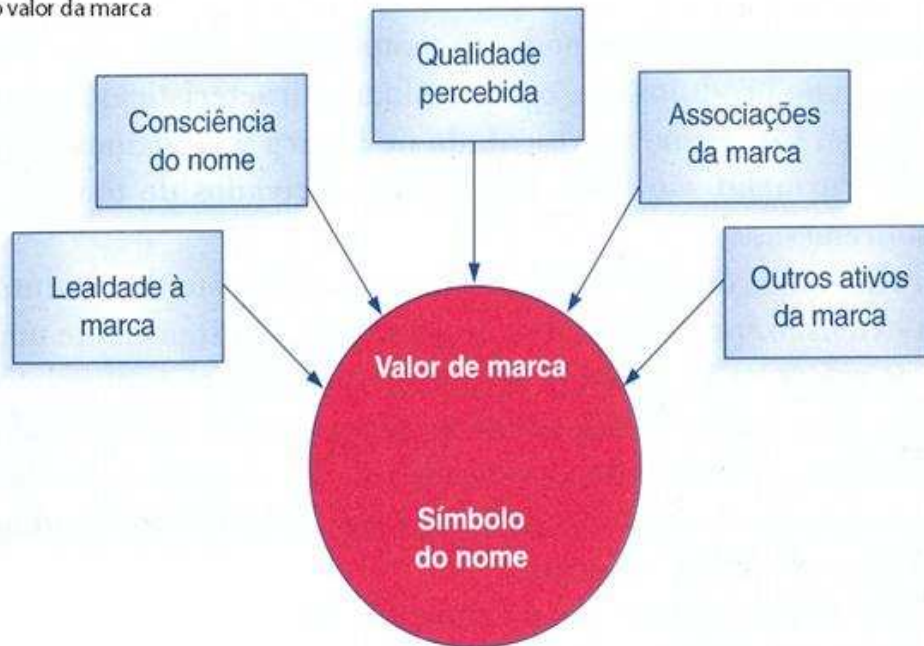 o valor da marca
Qualidade
percebida
Consciência
do nome
Associações
da marca
Lealdade à
marca
Outros ativos
da marca
Valor de marca
Símbolo
do nome